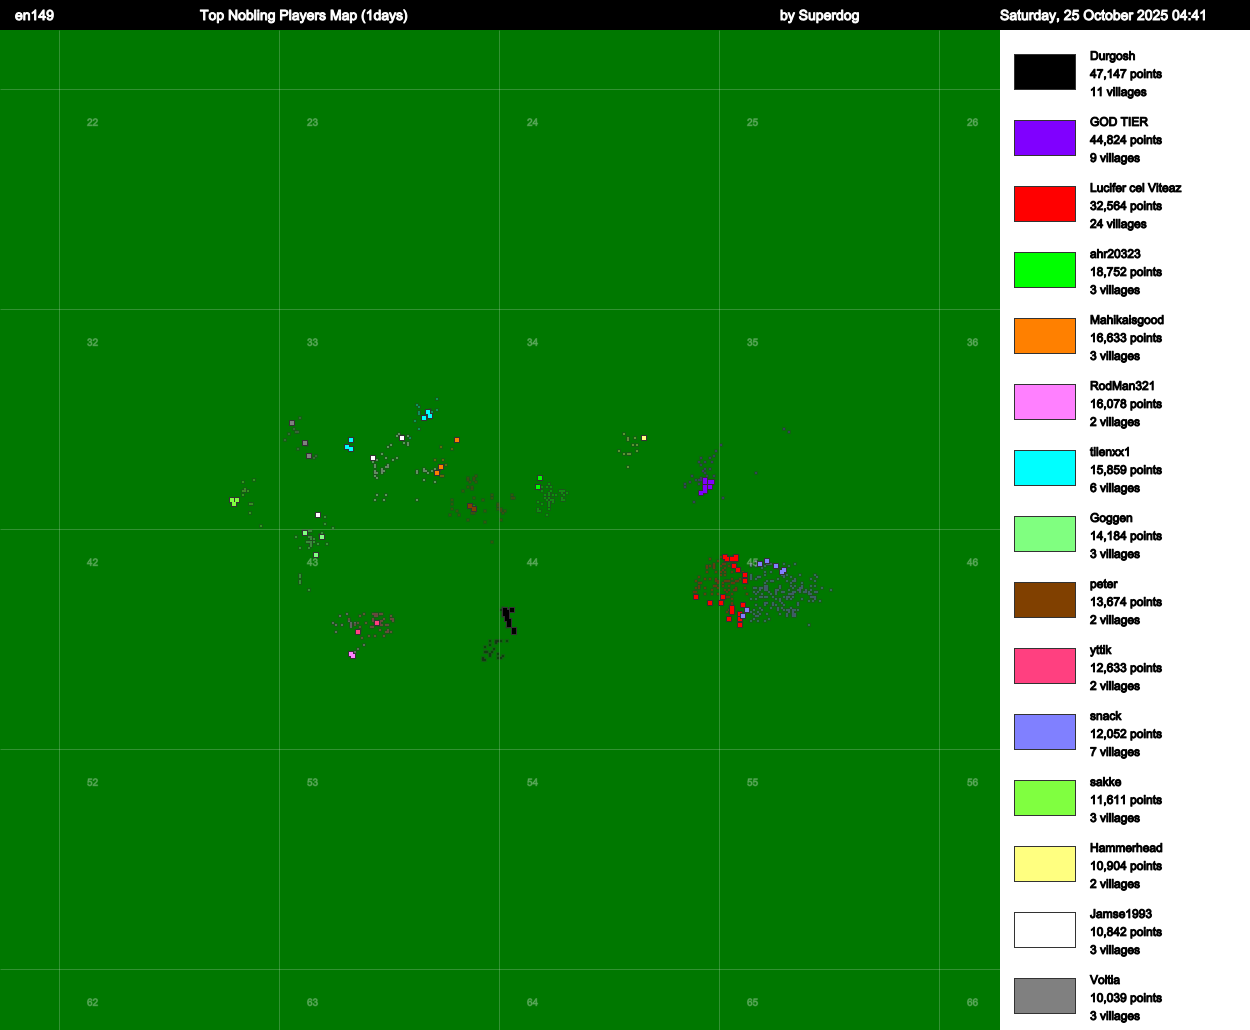 en149 Top Nobling Players Map (1days) by Superdog Saturday, 25 October 2025 04:41
22 23 24 25 26
32 33 34 35 36
42 43 44 45 46
52 53 54 55 56
62 63 64 65 66
Durgosh
47,147 points
11 villages
GOD TIER
44,824 points
9 villages
Lucifer cel Viteaz
32,564 points
24 villages
ahr20323
18,752 points
3 villages
Mahikaisgood
16,633 points
3 villages
RodMan321
16,078 points
2 villages
tilenxx1
15,859 points
6 villages
Goggen
14,184 points
3 villages
peter
13,674 points
2 villages
yttik
12,633 points
2 villages
snack
12,052 points
7 villages
sakke
11,611 points
3 villages
Hammerhead
10,904 points
2 villages
Jamse1993
10,842 points
3 villages
Voltia
10,039 points
3 villages